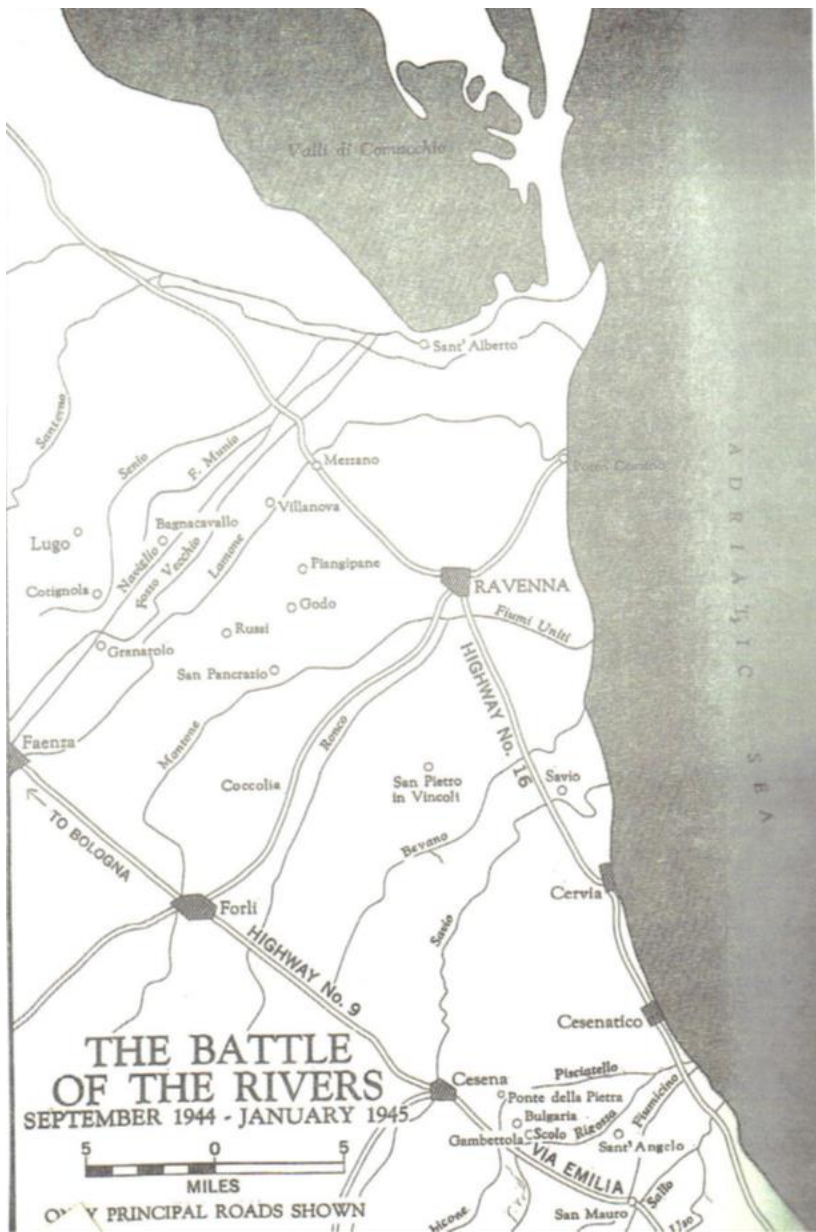 Valli di Comacchio
Sant' Alberto
Santerno
Senio
F. Munio
Mezzano
Porto Corsini
ADRIATIC SEA
Villanova
Bagnacavallo
Lugo
Naviglio
Fosso Vecchio
Lamone
Piangipane
RAVENNA
Cotignola
Godo
Fiumi Uniti
Russi
Granarolo
San Pancrazio
HIGHWAY No. 16
Faenza
Montone
Ronco
Coccolia
San Pietro
in Vincoli
Savio
TO BOLOGNA
Bevano
Cervia
Forli
Savio
HIGHWAY No. 9
Cesenatico
THE BATTLE
OF THE RIVERS
SEPTEMBER 1944 - JANUARY 1945
Cesena
Pisciatello
Ponte della Pietra
Fiumicino
Bulgaria
Gambettola
Scolo Rigossa
Sant' Angelo
5 0 5
MILES
VIA EMILIA
PRINCIPAL ROADS SHOWN
San Mauro
Uso